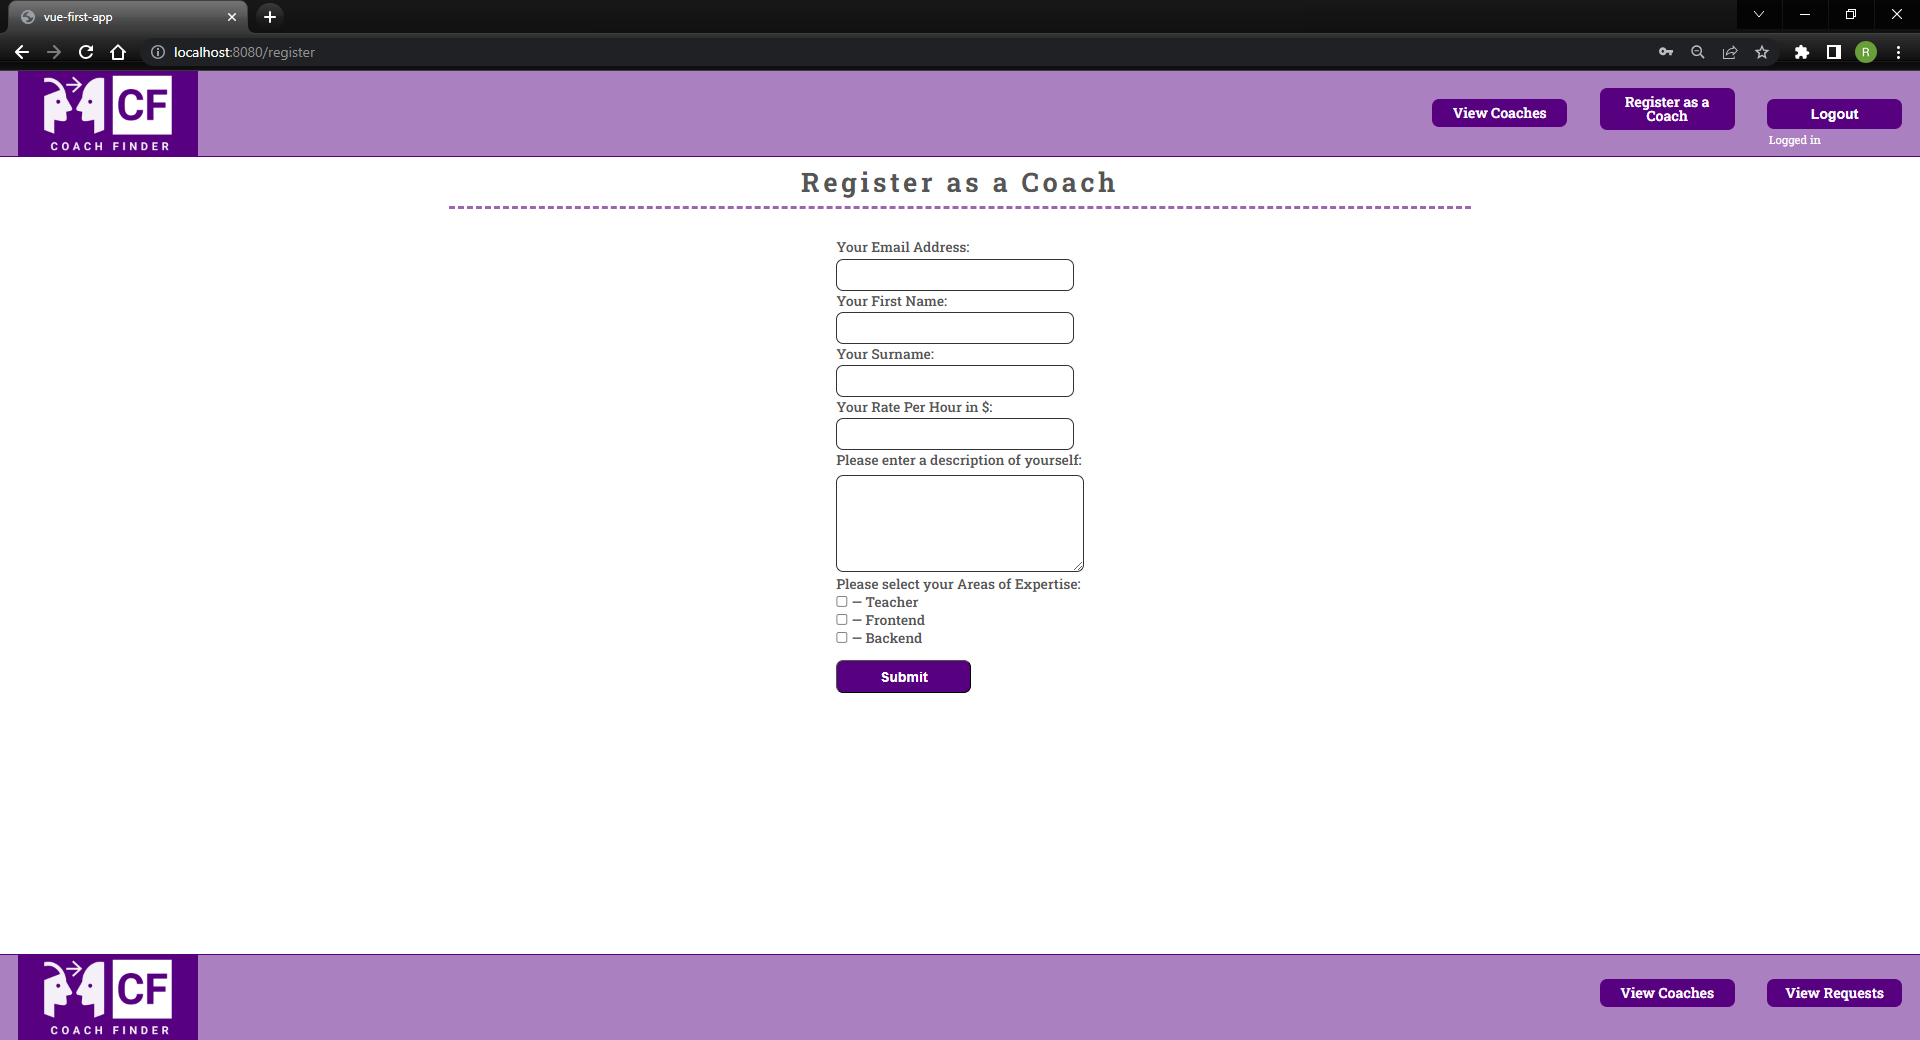 vue-first-app
localhost:8080/register
R
CF
COACH FINDER
View Coaches
Register as a
Coach
Logout
Logged in
Register as a Coach
Your Email Address:
Your First Name:
Your Surname:
Your Rate Per Hour in $:
Please enter a description of yourself:
Please select your Areas of Expertise:
– Teacher
– Frontend
– Backend
Submit
CF
COACH FINDER
View Coaches
View Requests